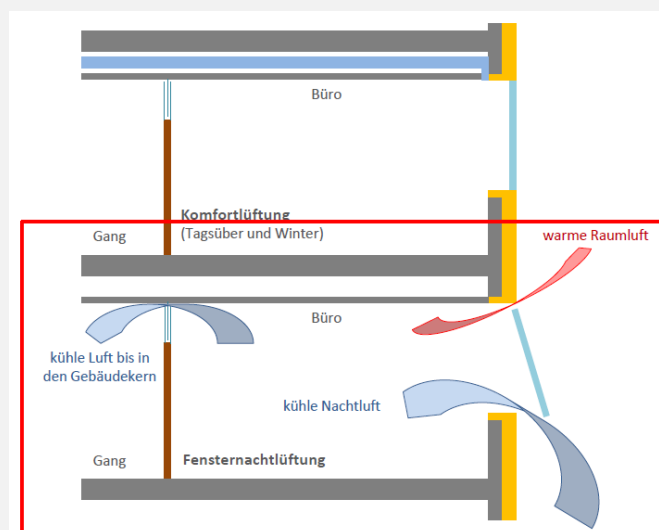 Büro
Komfortlüftung
(Tagsüber und Winter)
Gang
warme Raumluft
Büro
kühle Luft bis in
den Gebäudekern
kühle Nachtluft
Gang
Fensternachtlüftung